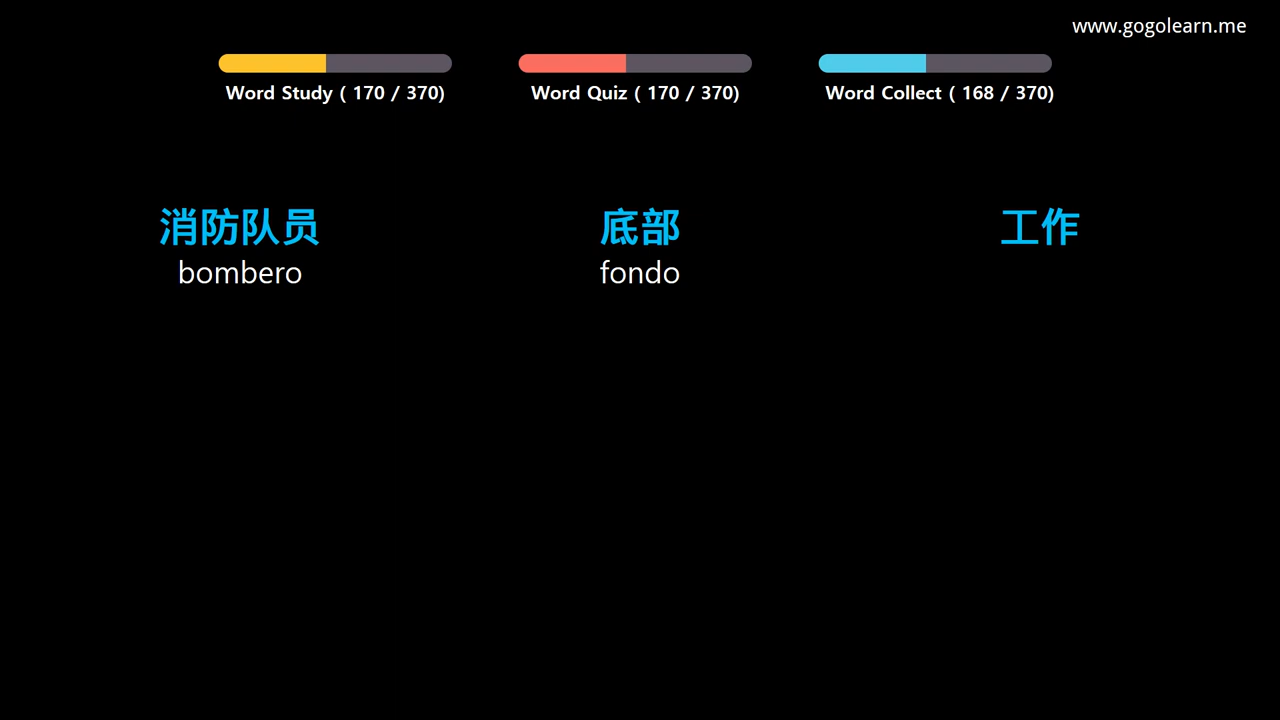 www.gogolearn.me
Word Study ( 170 / 370)
Word Quiz ( 170 / 370)
Word Collect ( 168 / 370)
消防队员
bombero
底部
fondo
工作